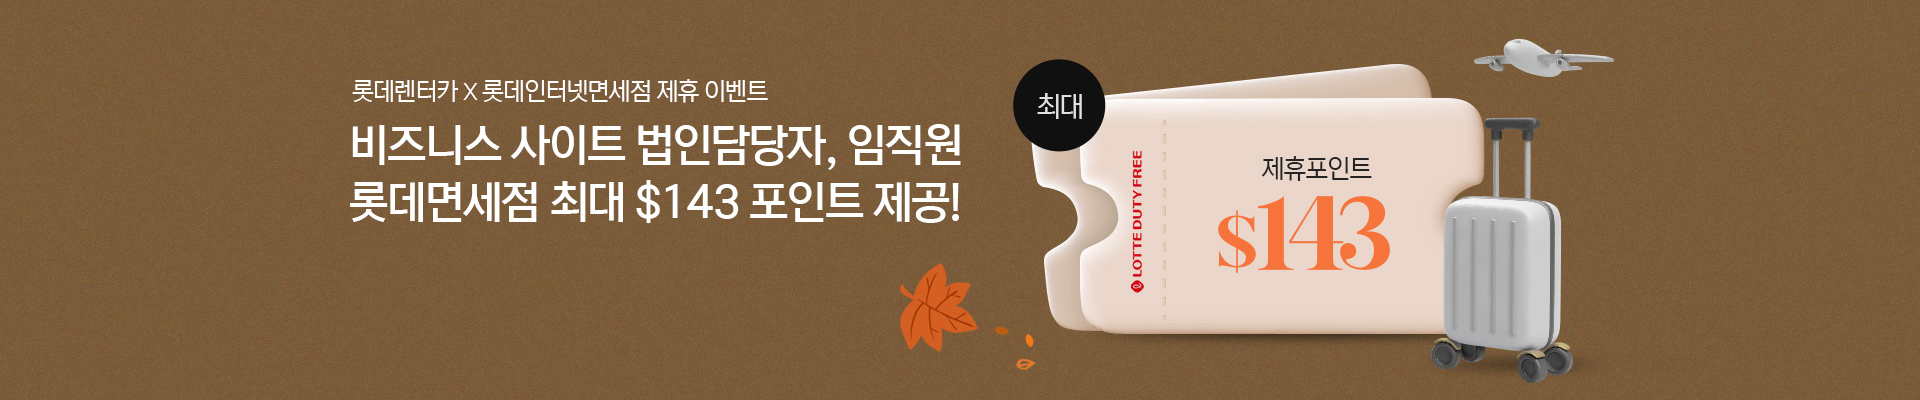 롯데렌터카 X 롯데인터넷면세점 제휴 이벤트
비즈니스 사이트 법인담당자, 임직원
롯데면세점 최대 $143 포인트 제공!
최대
LOTTE DUTY FREE
제휴포인트
$143